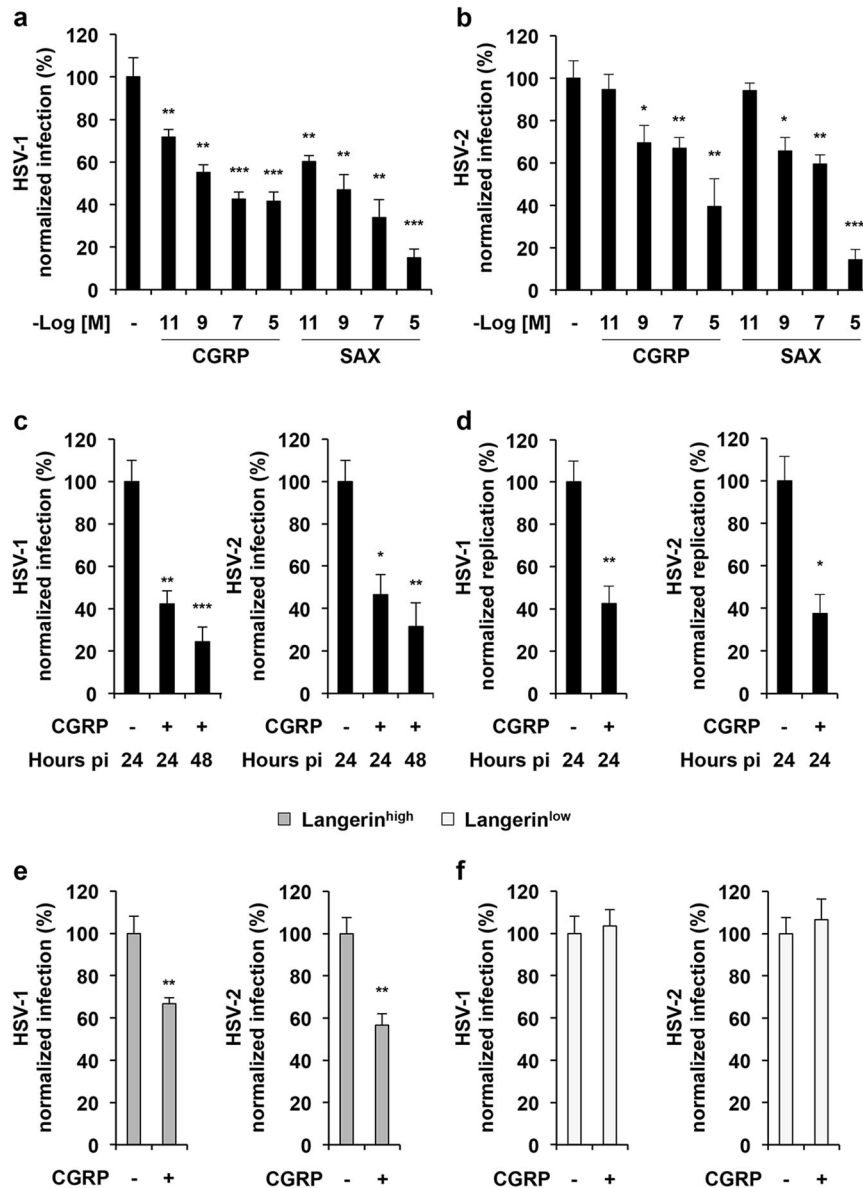 a
HSV-1
normalized infection (%)
120
100
80
60
40
20
0
** ** *** *** ** ** ** ***
-Log [M] - 11 9 7 5 11 9 7 5
CGRP SAX
b
HSV-2
normalized infection (%)
120
100
80
60
40
20
0
* ** ** * ** ***
- 11 9 7 5 11 9 7 5
CGRP SAX
c
HSV-1
normalized infection (%)
120
100
80
60
40
20
0
** ***
CGRP - + +
Hours pi 24 24 48
HSV-2
normalized infection (%)
120
100
80
60
40
20
0
* **
CGRP - + +
Hours pi 24 24 48
d
HSV-1
normalized replication (%)
120
100
80
60
40
20
0
**
CGRP - +
Hours pi 24 24
HSV-2
normalized replication (%)
120
100
80
60
40
20
0
*
CGRP - +
Hours pi 24 24
Langerinhigh Langerinlow
e
HSV-1
normalized infection (%)
120
100
80
60
40
20
0
**
CGRP - +
HSV-2
normalized infection (%)
120
100
80
60
40
20
0
**
CGRP - +
f
HSV-1
normalized infection (%)
120
100
80
60
40
20
0
CGRP - +
HSV-2
normalized infection (%)
120
100
80
60
40
20
0
CGRP - +